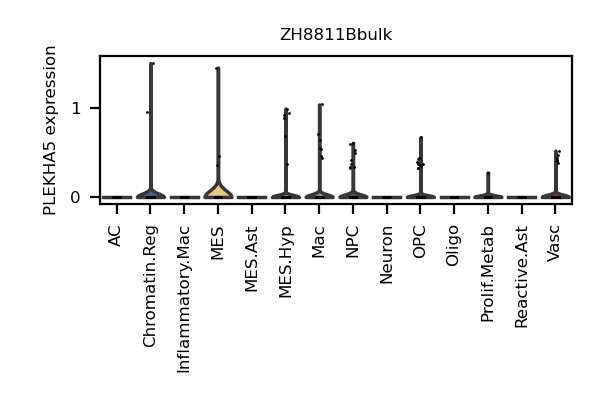 ZH8811Bbulk
PLEKHA5 expression
1
0
AC
Chromatin.Reg
Inflammatory.Mac
MES
MES.Ast
MES.Hyp
Mac
NPC
Neuron
OPC
Oligo
Prolif.Metab
Reactive.Ast
Vasc